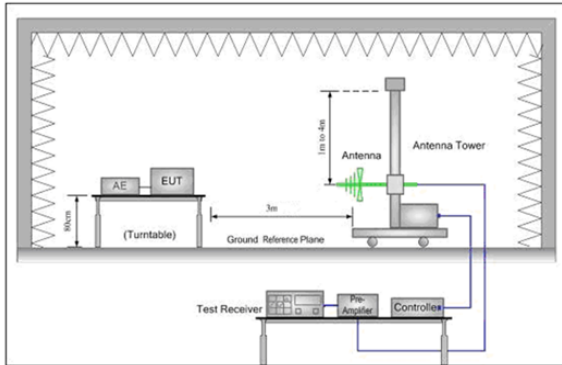 1m to 4m
Antenna
Antenna Tower
AE
EUT
80cm
(Turntable)
3m
Ground Reference Plane
Test Receiver
Pre-
Amplifier
Controller